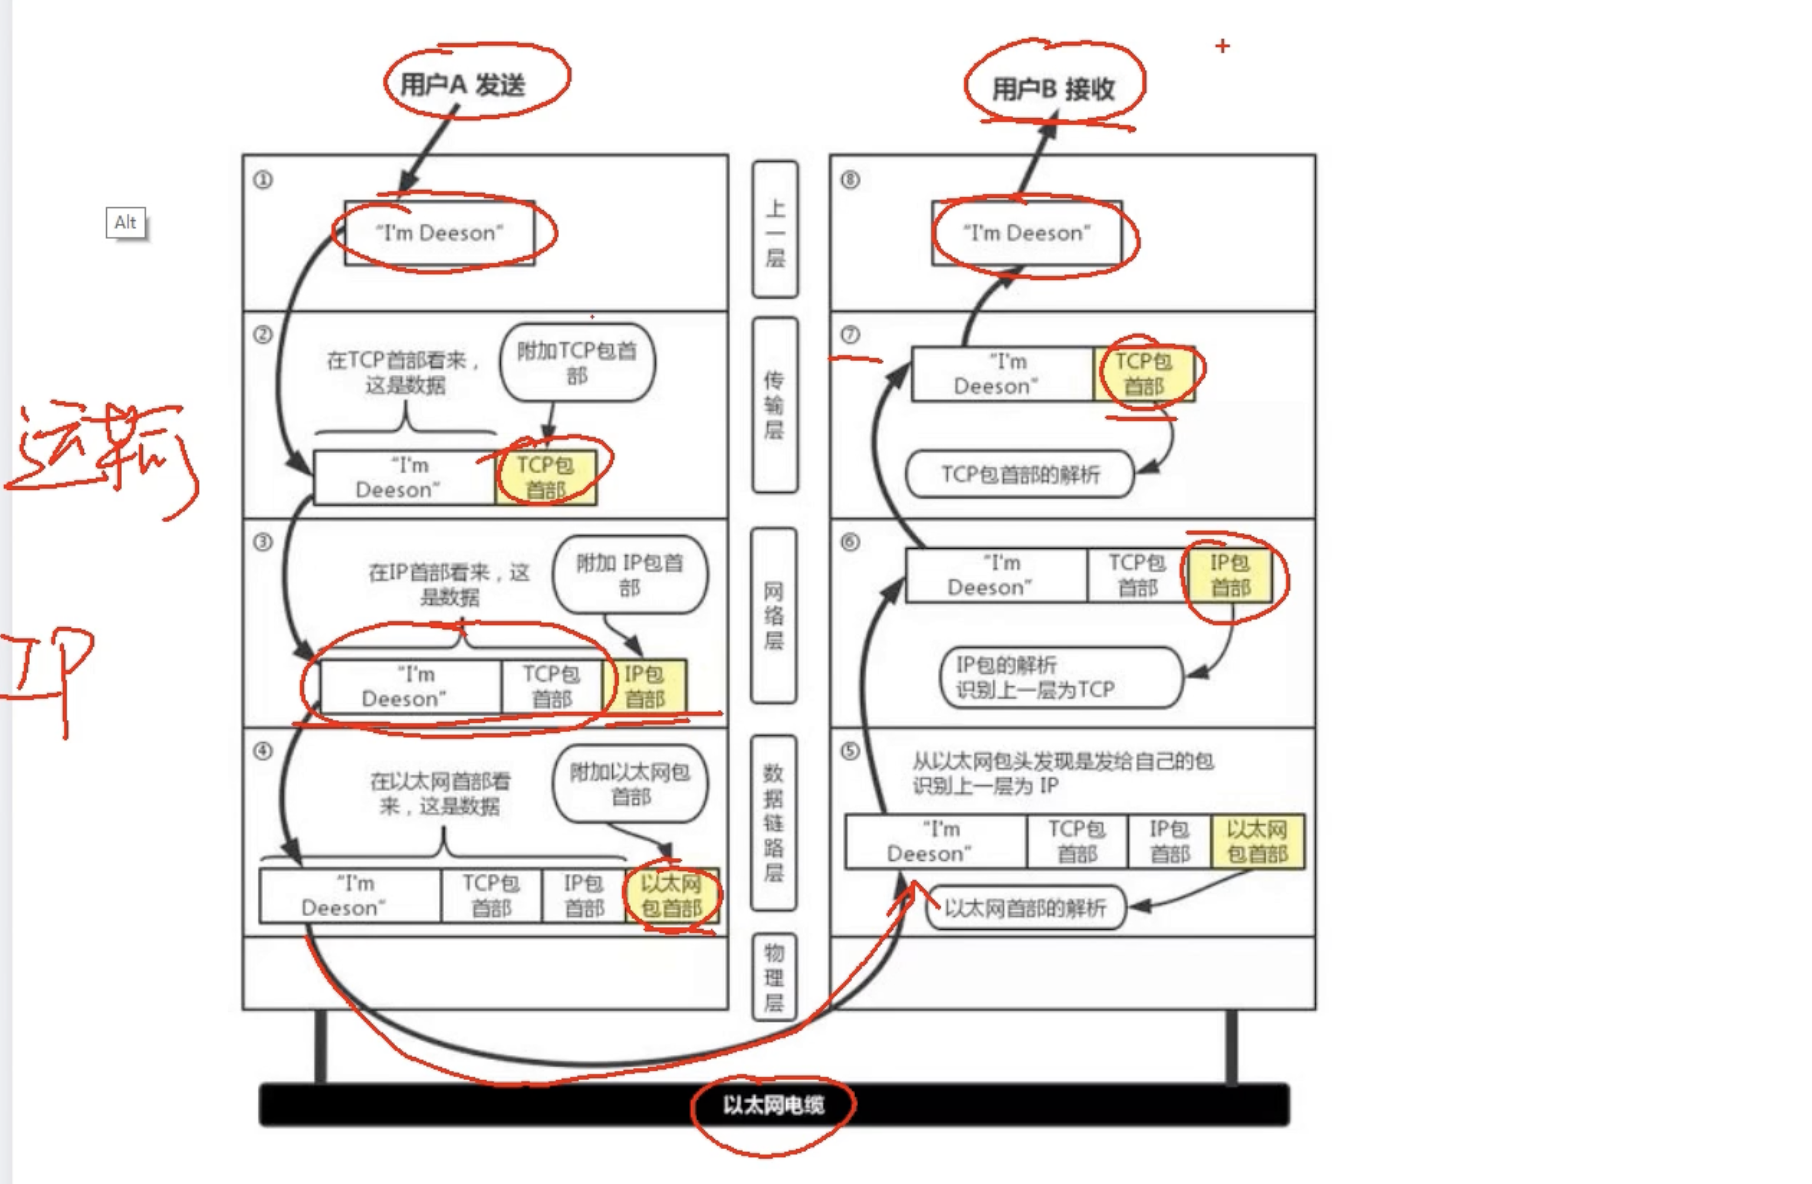 用户A 发送
用户B 接收
Alt
①
"I'm Deeson"
上一层
⑧
"I'm Deeson"
②
在TCP首部看来，
这是数据
附加TCP包首
部
"I'm
Deeson"
TCP包
首部
传输层
⑦
"I'm
Deeson"
TCP包
首部
TCP包首部的解析
③
在IP首部看来，这
是数据
附加 IP包首
部
"I'm
Deeson"
TCP包
首部
IP包
首部
IP
网络层
⑥
"I'm
Deeson"
TCP包
首部
IP包
首部
IP包的解析
识别上一层为TCP
④
在以太网首部看
来，这是数据
附加以太网包
首部
"I'm
Deeson"
TCP包
首部
IP包
首部
以太网
包首部
数据链路层
⑤
从以太网包头发现是发给自己的包
识别上一层为 IP
"I'm
Deeson"
TCP包
首部
IP包
首部
以太网
包首部
以太网首部的解析
物理层
以太网电缆